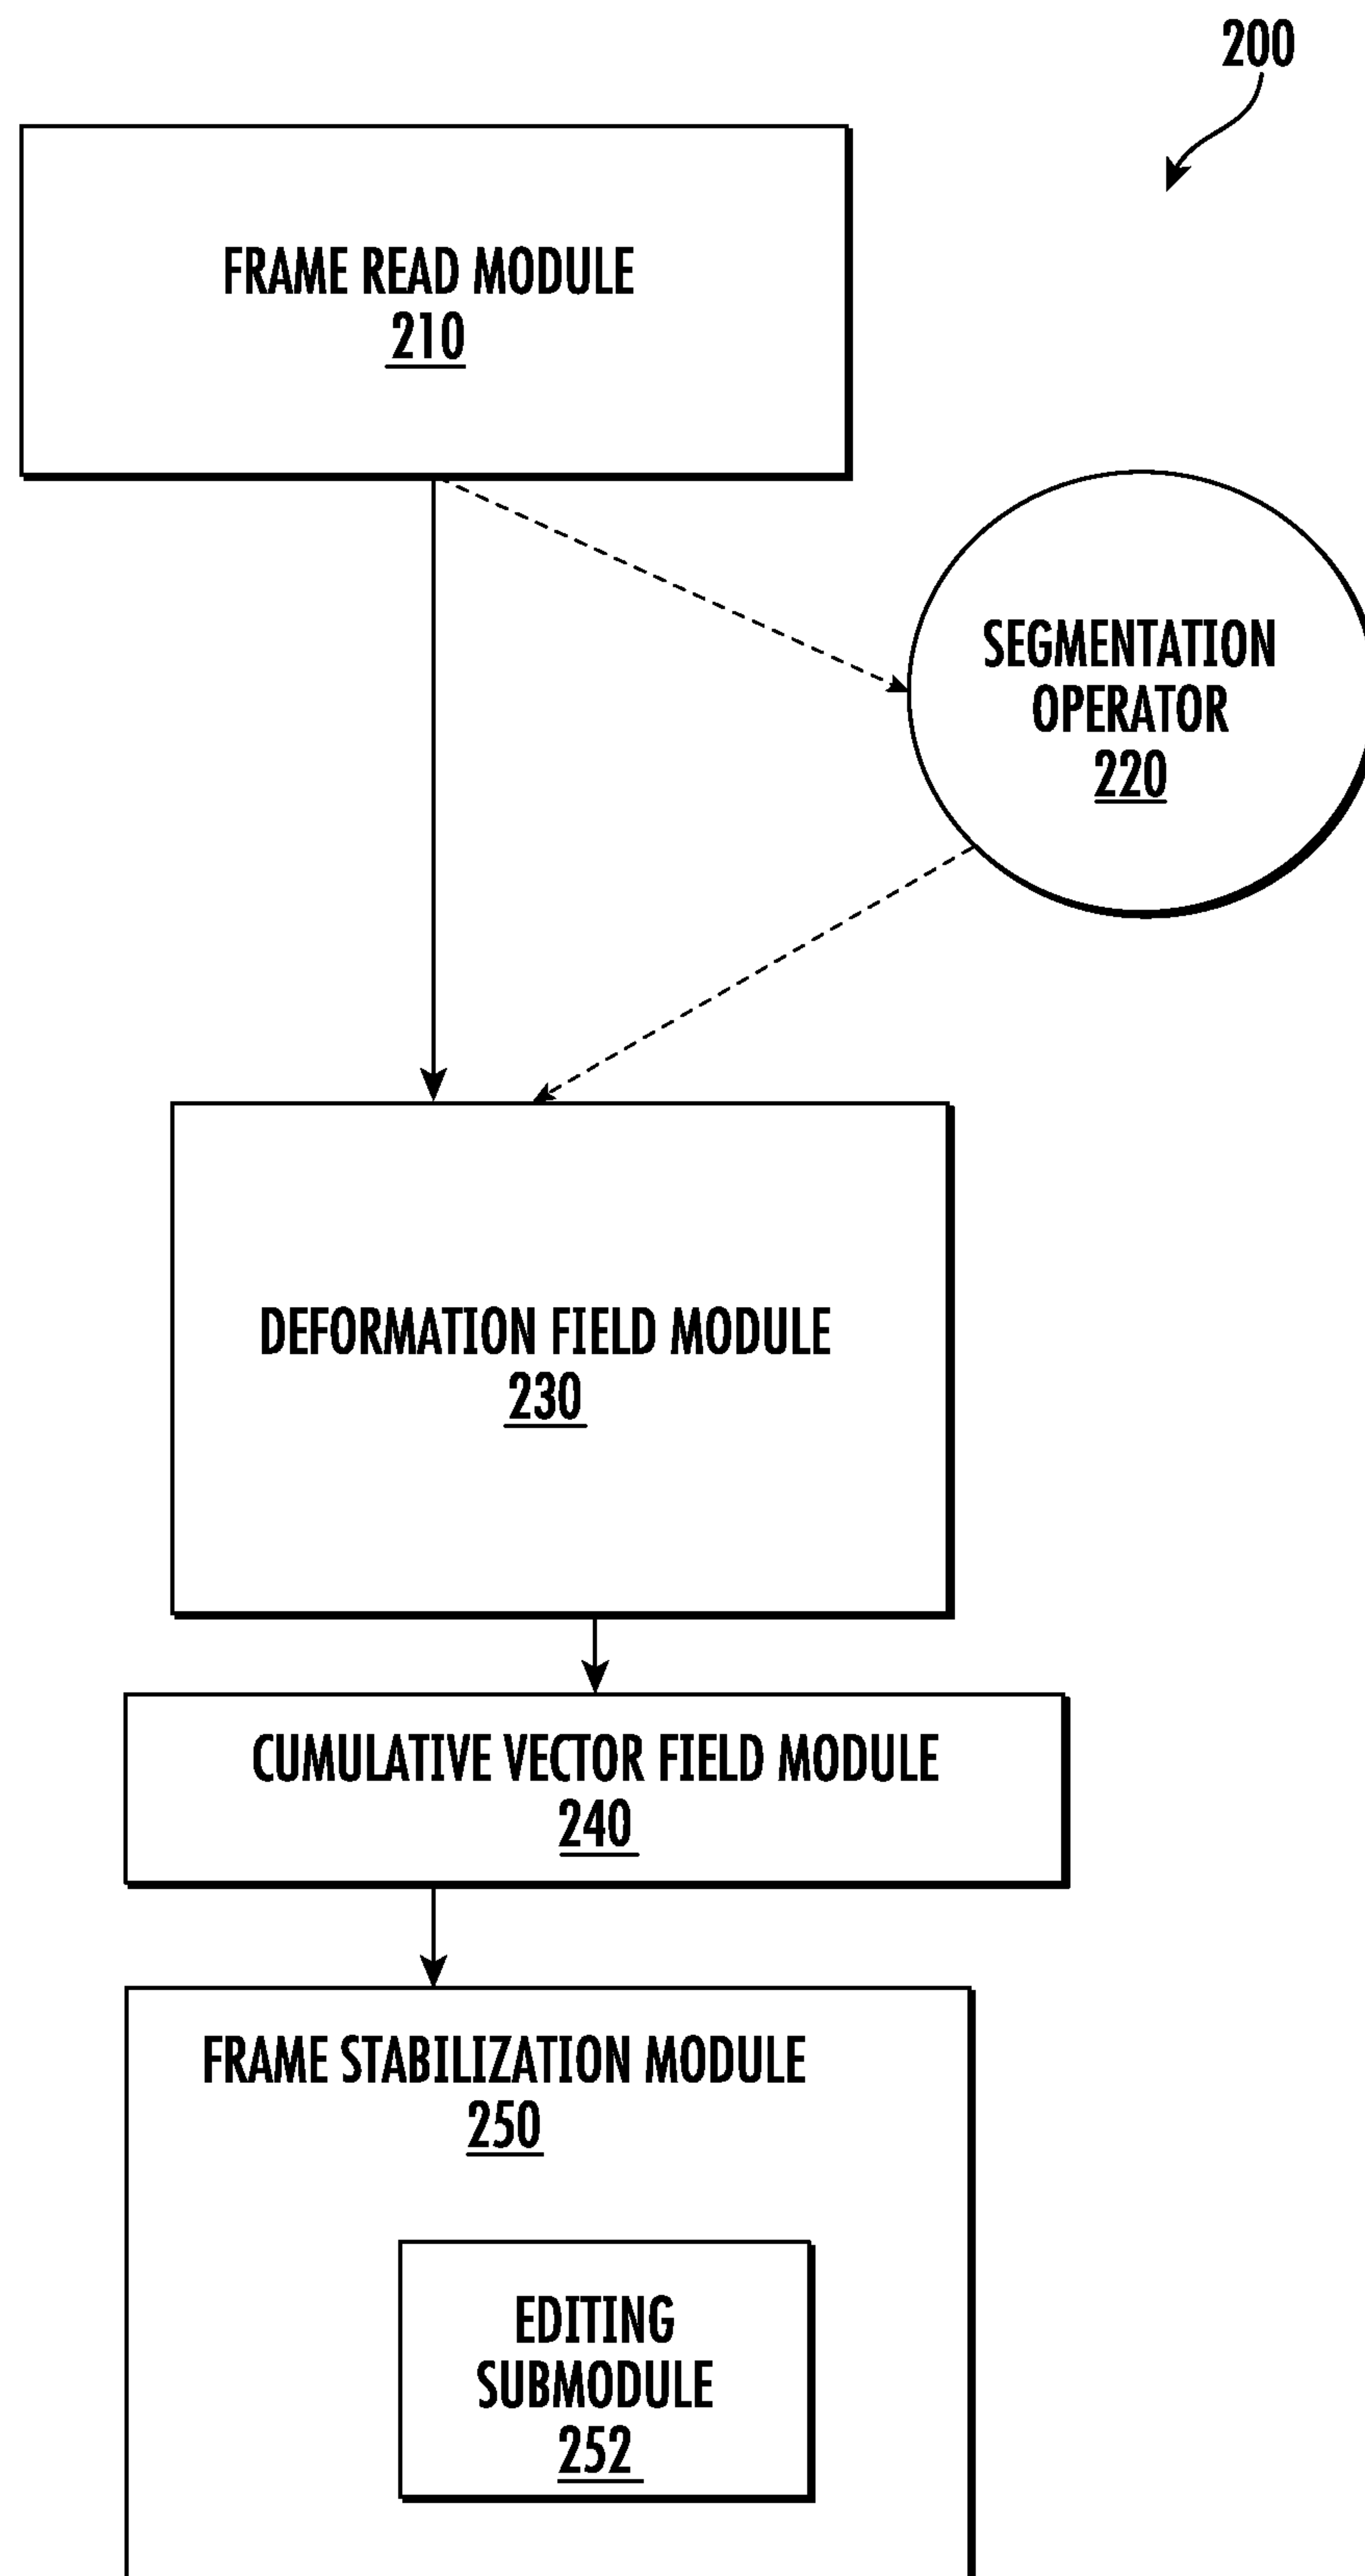 200
FRAME READ MODULE
210
SEGMENTATION
OPERATOR
220
DEFORMATION FIELD MODULE
230
CUMULATIVE VECTOR FIELD MODULE
240
FRAME STABILIZATION MODULE
250
EDITING
SUBMODULE
252